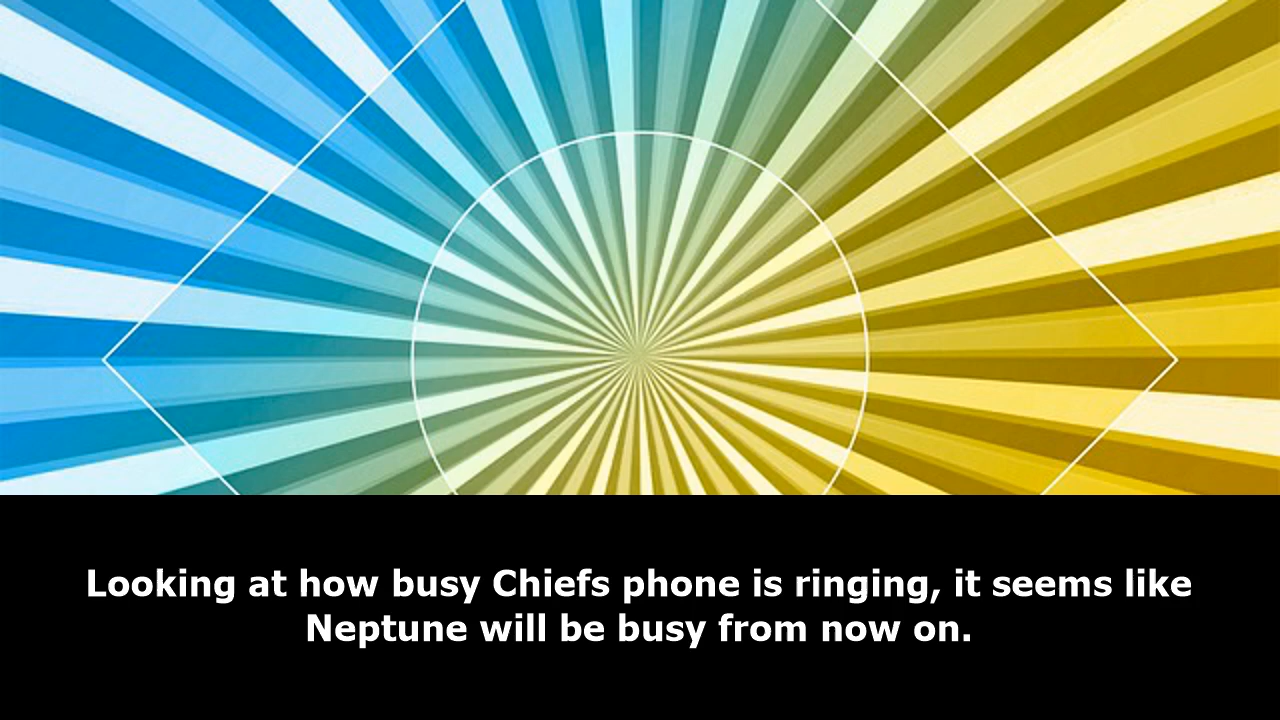 Looking at how busy Chiefs phone is ringing, it seems like
Neptune will be busy from now on.